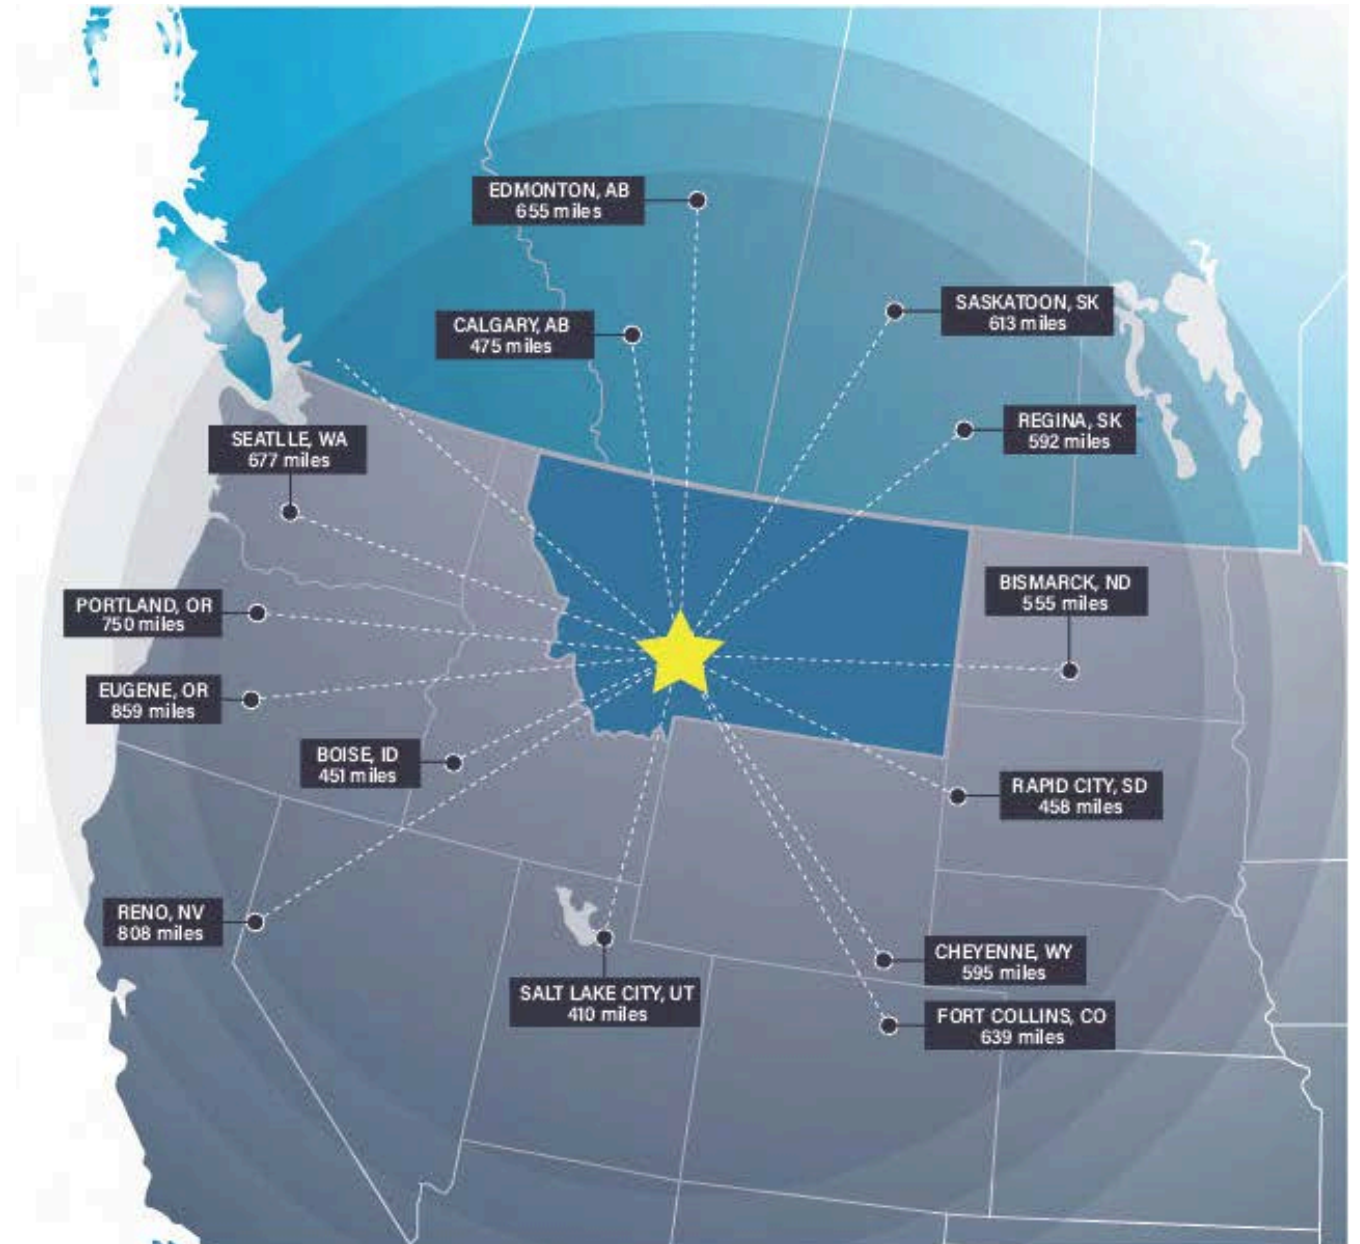 EDMONTON, AB
655 miles
SASKATOON, SK
613 miles
CALGARY, AB
475 miles
REGINA, SK
592 miles
SEATLLE, WA
677 miles
BISMARCK, ND
555 miles
PORTLAND, OR
750 miles
EUGENE, OR
859 miles
BOISE, ID
451 miles
RAPID CITY, SD
458 miles
RENO, NV
808 miles
CHEYENNE, WY
595 miles
SALT LAKE CITY, UT
410 miles
FORT COLLINS, CO
639 miles